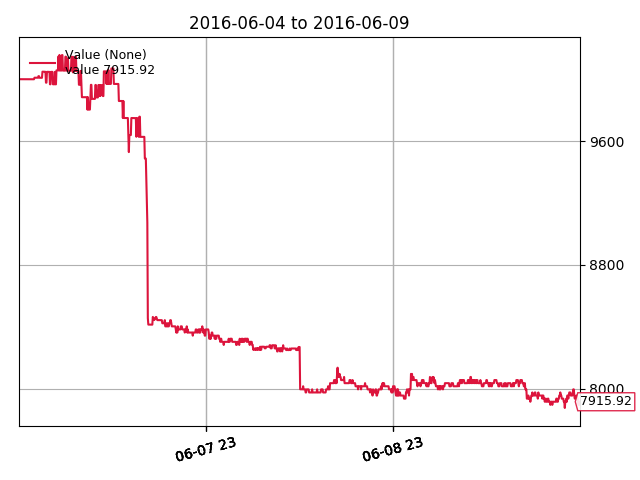 2016-06-04 to 2016-06-09
Value (None)
value 7915.92
9600
8800
8000
7915.92
06-07 23
06-08 23